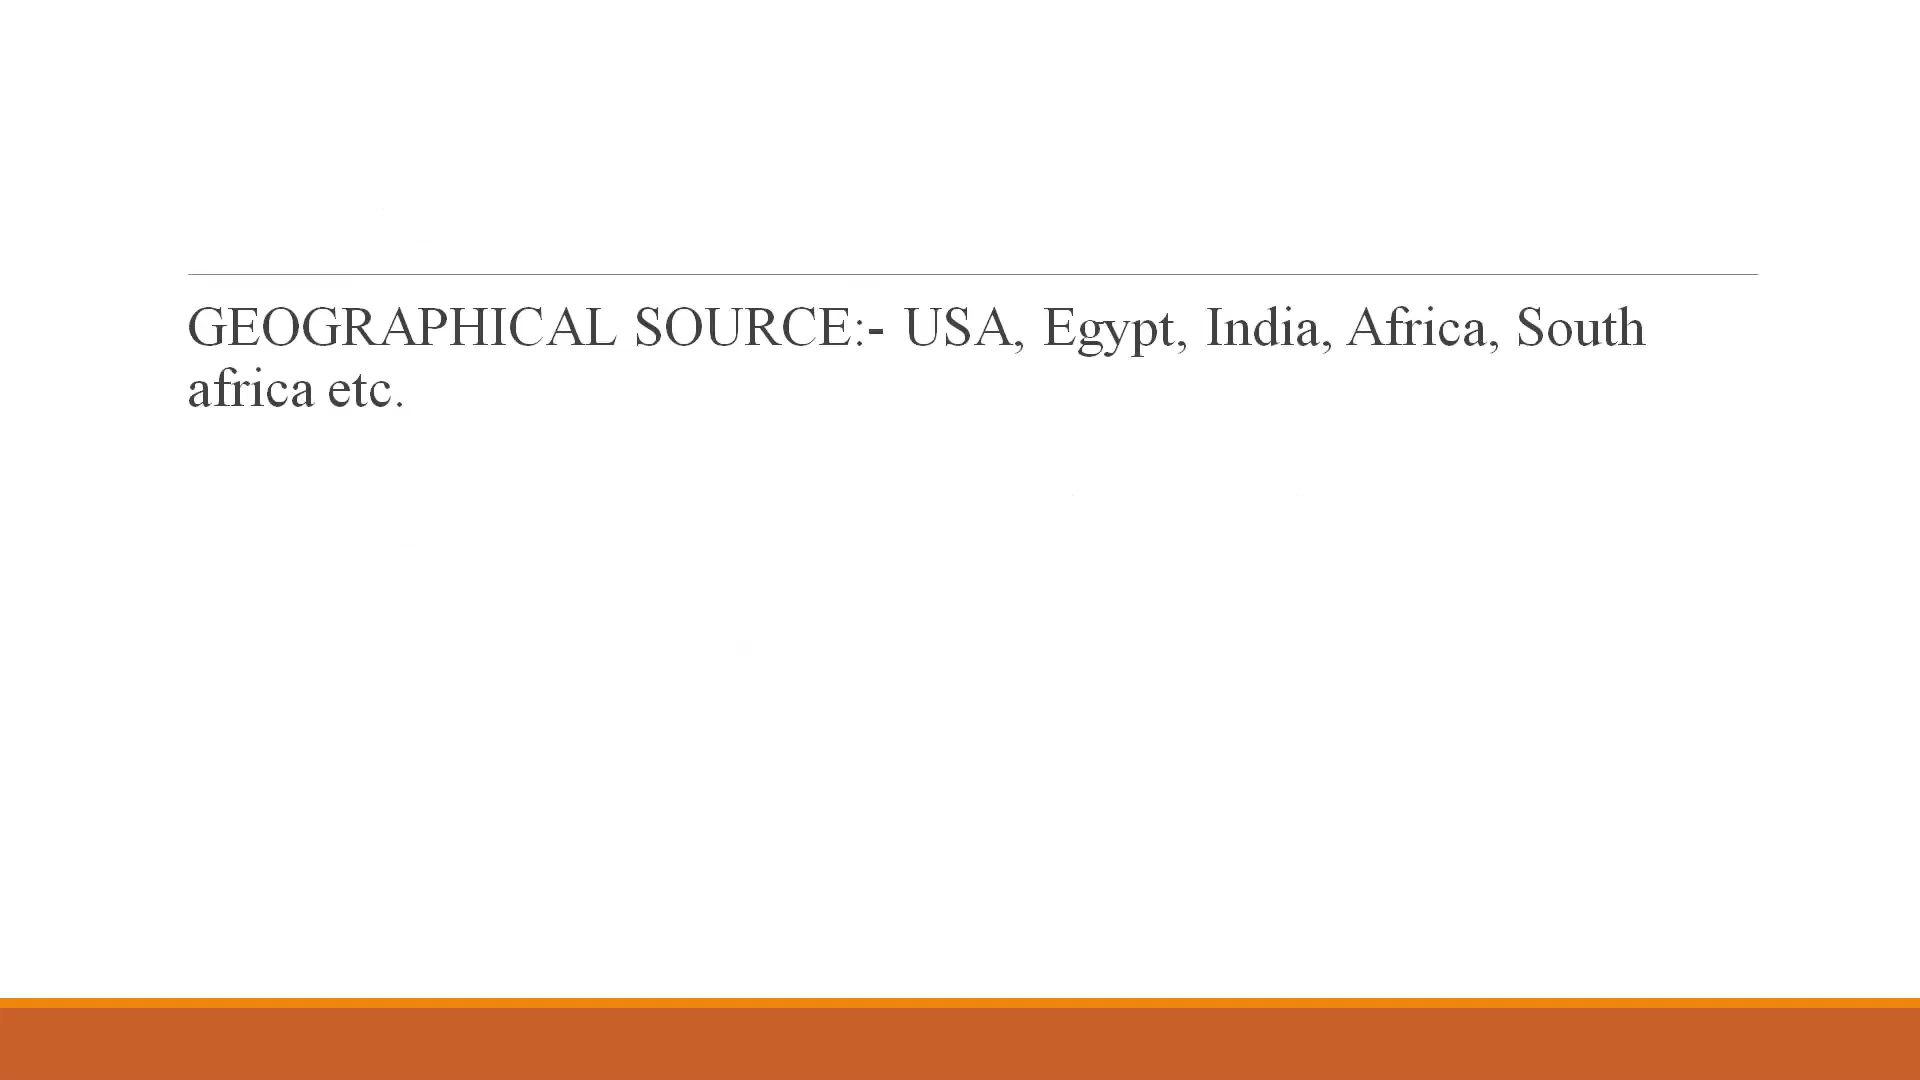 GEOGRAPHICAL SOURCE:- USA, Egypt, India, Africa, South
africa etc.